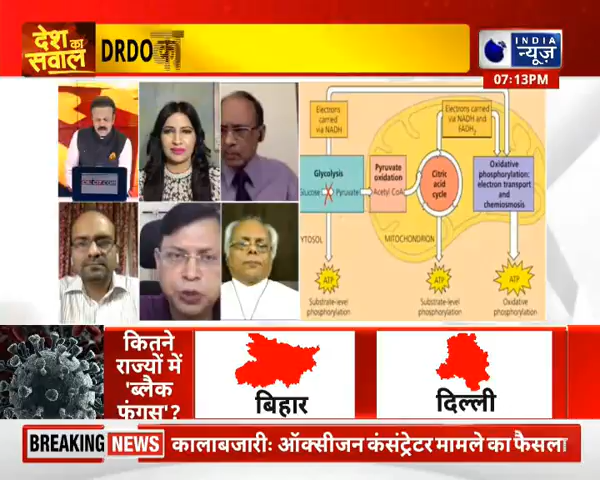 देश का
सवाल
DRDO का
INDIA
न्यूज़
07:13PM
Electrons carried
via NADH
Electrons carried
via NADH and
FADH₂
Glycolysis
Glucose
Pyruvate
Pyruvate
oxidation
Acetyl CoA
Citric
acid
cycle
Oxidative
phosphorylation:
electron transport
and
chemiosmosis
YTOSOL
MITOCHONDRION
ATP
ATP
ATP
Substrate-level
phosphorylation
Substrate-level
phosphorylation
Oxidative
phosphorylation
कितने
राज्यों में
'ब्लैक
फंगस'?
बिहार
दिल्ली
BREAKING NEWS
कालाबजारीः ऑक्सीजन कंसंट्रेटर मामले का फैसला